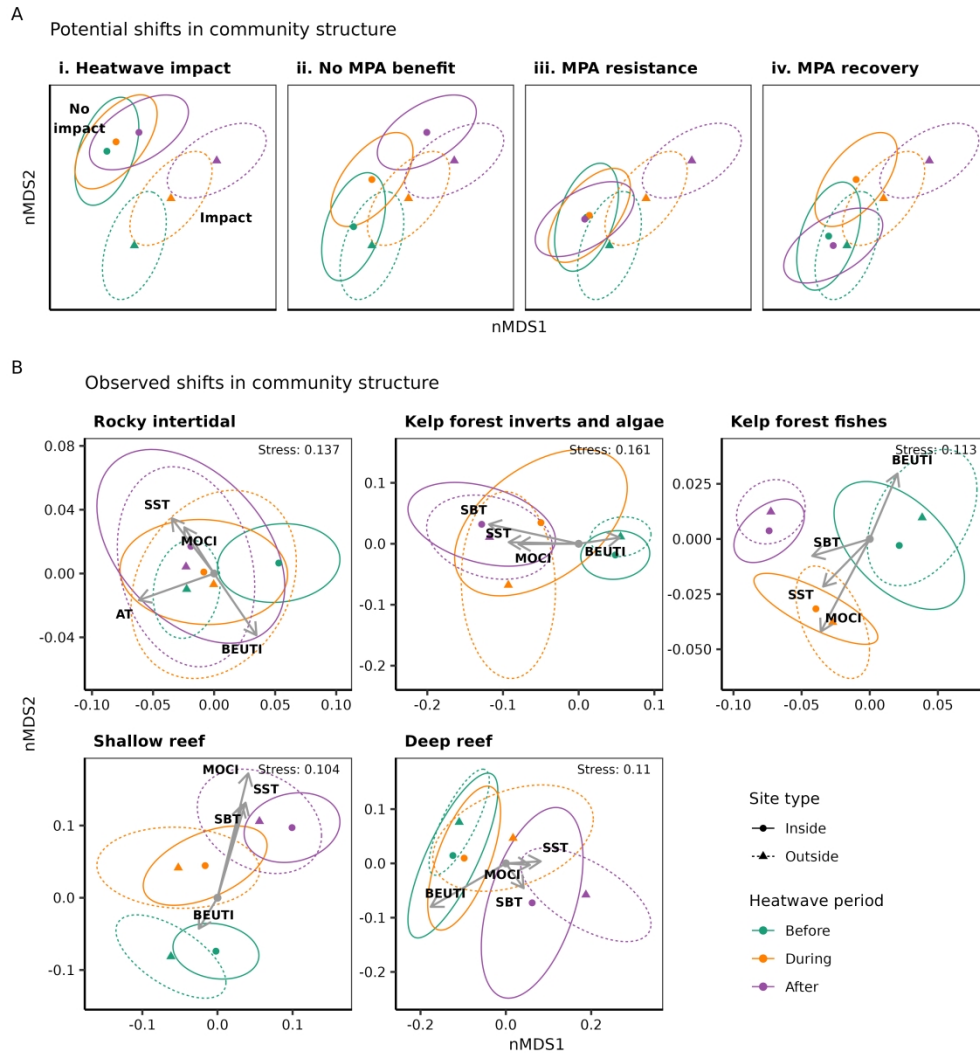 A
Potential shifts in community structure
i. Heatwave impact
ii. No MPA benefit
iii. MPA resistance
iv. MPA recovery
No
impact
Impact
nMDS2
nMDS1
B
Observed shifts in community structure
Rocky intertidal
Kelp forest inverts and algae
Kelp forest fishes
Stress: 0.137
Stress: 0.161
Stress: 0.113
0.08
0.04
0.00
-0.04
SST
MOCI
AT
BEUTI
-0.10
-0.05
0.00
0.05
0.10
0.1
0.0
-0.1
-0.2
SBT
SST
MOCI
BEUTI
-0.2
-0.1
0.0
0.1
0.025
0.000
-0.025
-0.050
BEUTI
SBT
SST
MOCI
-0.10
-0.05
0.00
0.05
nMDS2
Shallow reef
Deep reef
Stress: 0.104
Stress: 0.11
0.1
0.0
-0.1
MOCI
SST
SBT
BEUTI
-0.1
0.0
0.1
0.1
0.0
-0.1
-0.2
SST
MOCI
BEUTI
SBT
-0.2
0.0
0.2
nMDS1
Site type
Inside
Outside
Heatwave period
Before
During
After